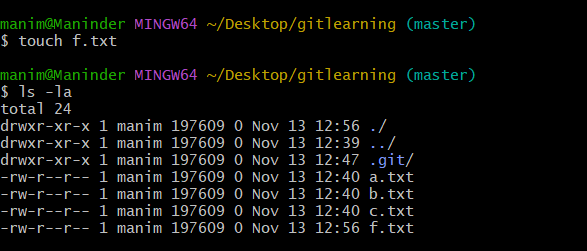 manim@Maninder MINGW64 ~/Desktop/gitlearning (master)
$ touch f.txt
manim@Maninder MINGW64 ~/Desktop/gitlearning (master)
$ ls -la
total 24
drwxr-xr-x 1 manim 197609 0 Nov 13 12:56 ./
drwxr-xr-x 1 manim 197609 0 Nov 13 12:39 ../
drwxr-xr-x 1 manim 197609 0 Nov 13 12:47 .git/
-rw-r--r-- 1 manim 197609 0 Nov 13 12:40 a.txt
-rw-r--r-- 1 manim 197609 0 Nov 13 12:40 b.txt
-rw-r--r-- 1 manim 197609 0 Nov 13 12:40 c.txt
-rw-r--r-- 1 manim 197609 0 Nov 13 12:56 f.txt